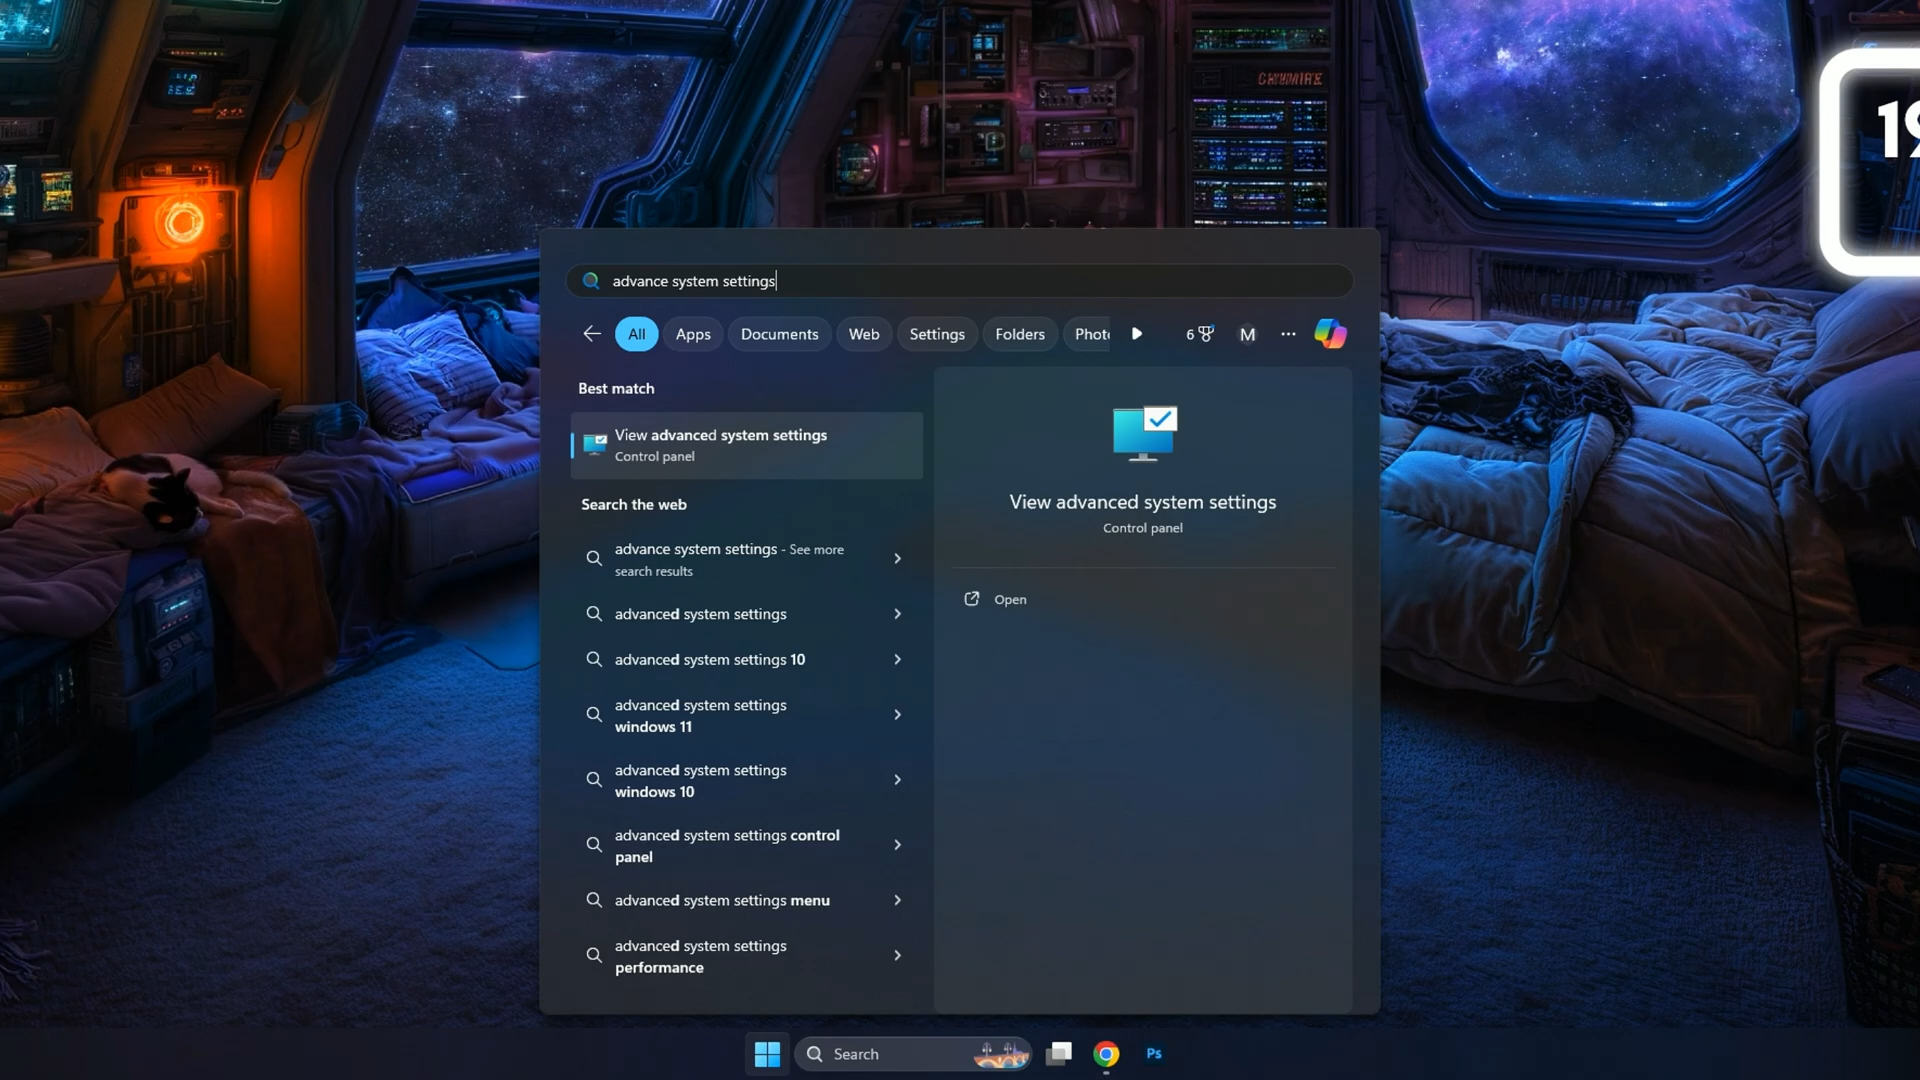 19
advance system settings
All
Apps
Documents
Web
Settings
Folders
6
M
Best match
View advanced system settings
Control panel
Search the web
advance system settings - See more
search results
advanced system settings
advanced system settings 10
advanced system settings
windows 11
advanced system settings
windows 10
advanced system settings control
panel
advanced system settings menu
advanced system settings
performance
View advanced system settings
Control panel
Open
Search
Ps